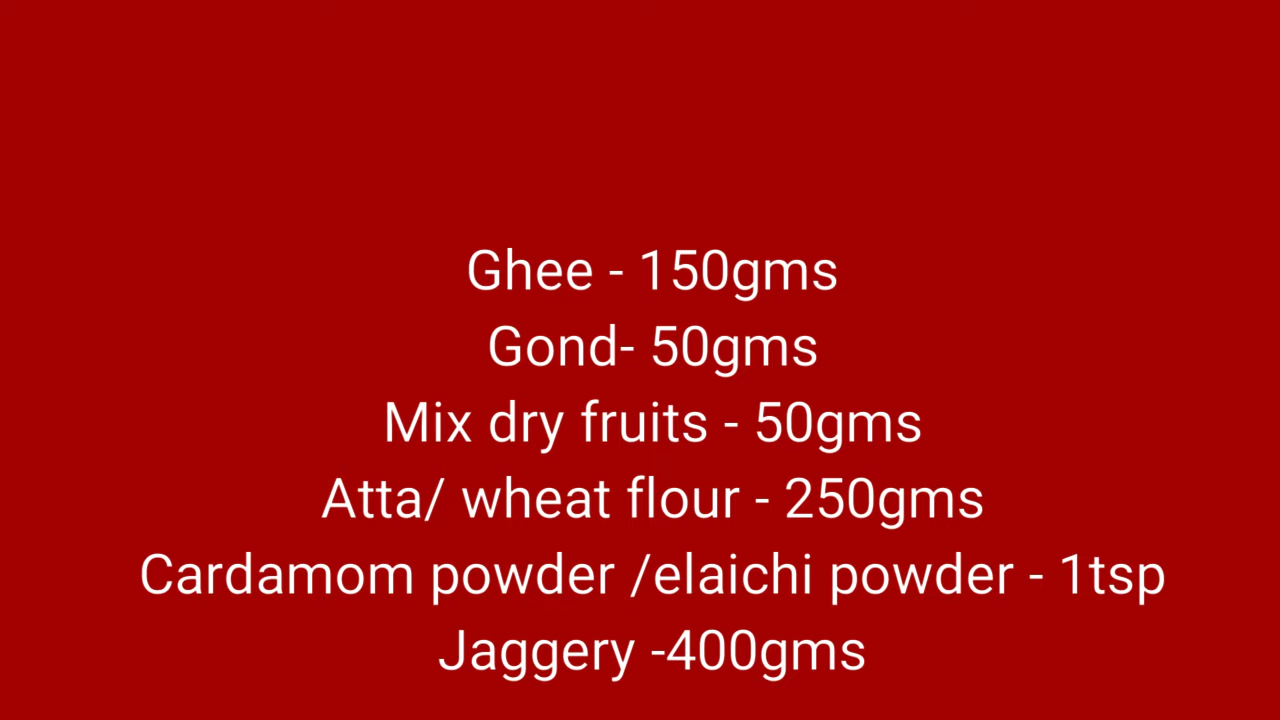 Ghee - 150gms
Gond- 50gms
Mix dry fruits - 50gms
Atta/ wheat flour - 250gms
Cardamom powder /elaichi powder - 1tsp
Jaggery -400gms